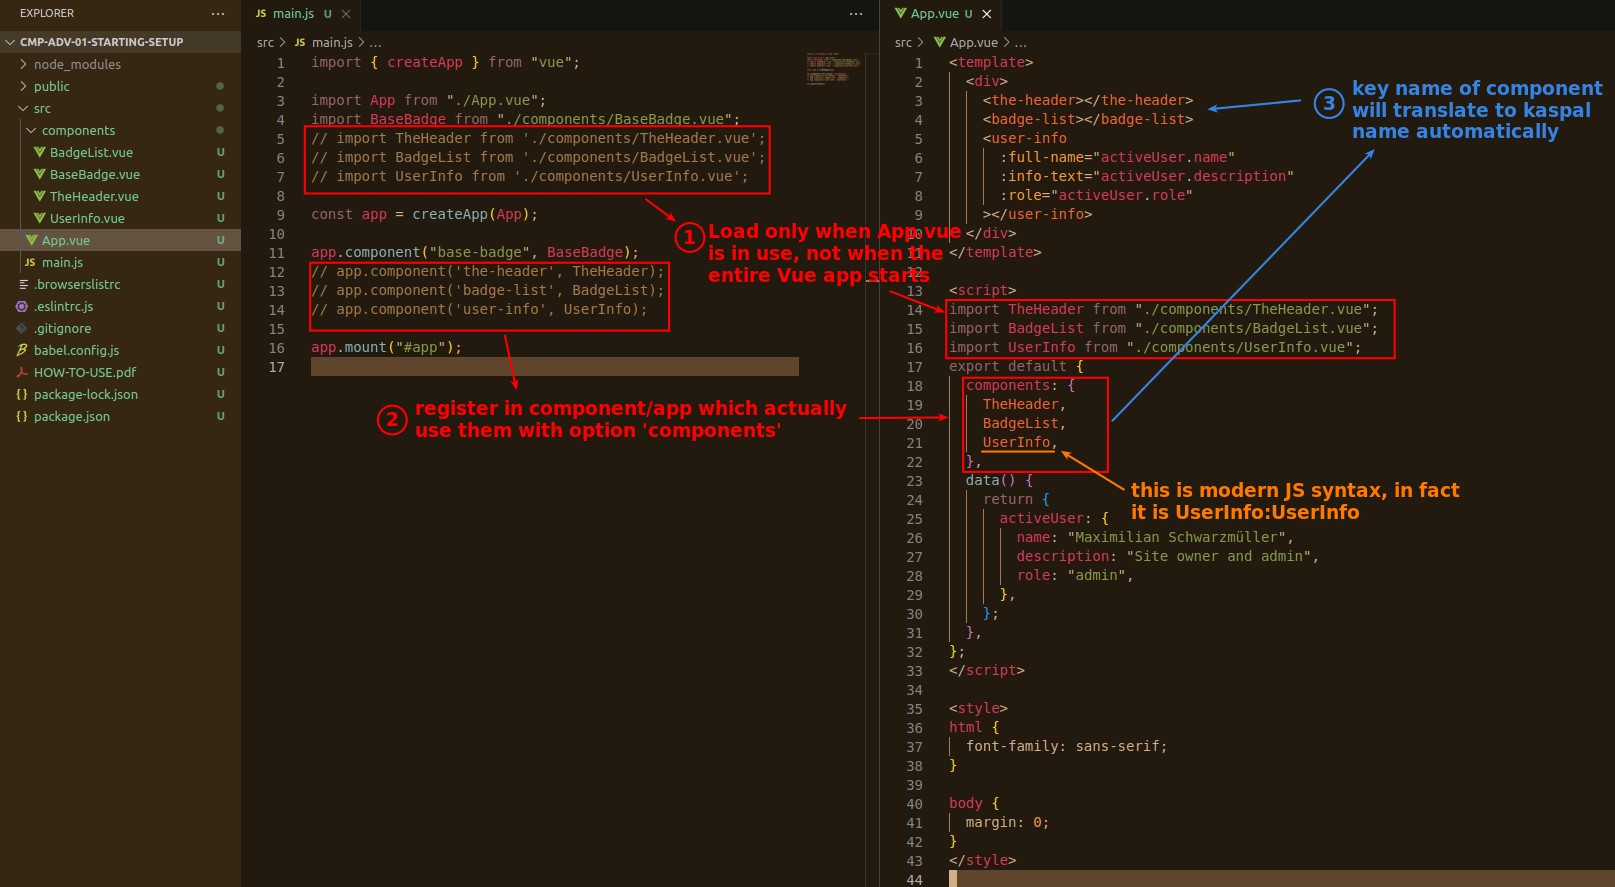 EXPLORER
CMP-ADV-01-STARTING-SETUP
node_modules
public
src
components
BadgeList.vue U
BaseBadge.vue U
TheHeader.vue U
UserInfo.vue U
App.vue U
JS main.js U
.browserslistrc U
.eslintrc.js U
.gitignore U
babel.config.js U
HOW-TO-USE.pdf U
package-lock.json U
package.json U
JS main.js U
src > JS main.js > ...
1 import { createApp } from "vue";
2
3 import App from "./App.vue";
4 import BaseBadge from "./components/BaseBadge.vue";
5 // import TheHeader from './components/TheHeader.vue';
6 // import BadgeList from './components/BadgeList.vue';
7 // import UserInfo from './components/UserInfo.vue';
8
9 const app = createApp(App);
10
11 app.component("base-badge", BaseBadge);
12 // app.component('the-header', TheHeader);
13 // app.component('badge-list', BadgeList);
14 // app.component('user-info', UserInfo);
15
16 app.mount("#app");
17
1 Load only when App.vue
is in use, not when the
entire Vue app starts
2 register in component/app which actually
use them with option 'components'
App.vue U
src > App.vue > ...
1 <template>
2 <div>
3 <the-header></the-header>
4 <badge-list></badge-list>
5 <user-info
6 :full-name="activeUser.name"
7 :info-text="activeUser.description"
8 :role="activeUser.role"
9 ></user-info>
10 </div>
11 </template>
12
13 <script>
14 import TheHeader from "./components/TheHeader.vue";
15 import BadgeList from "./components/BadgeList.vue";
16 import UserInfo from "./components/UserInfo.vue";
17 export default {
18 components: {
19 TheHeader,
20 BadgeList,
21 UserInfo,
22 },
23 data() {
24 return {
25 activeUser: {
26 name: "Maximilian Schwarzmüller",
27 description: "Site owner and admin",
28 role: "admin",
29 },
30 };
31 },
32 };
33 </script>
34
35 <style>
36 html {
37 font-family: sans-serif;
38 }
39
40 body {
41 margin: 0;
42 }
43 </style>
44
3 key name of component
will translate to kaspal
name automatically
this is modern JS syntax, in fact
it is UserInfo:UserInfo